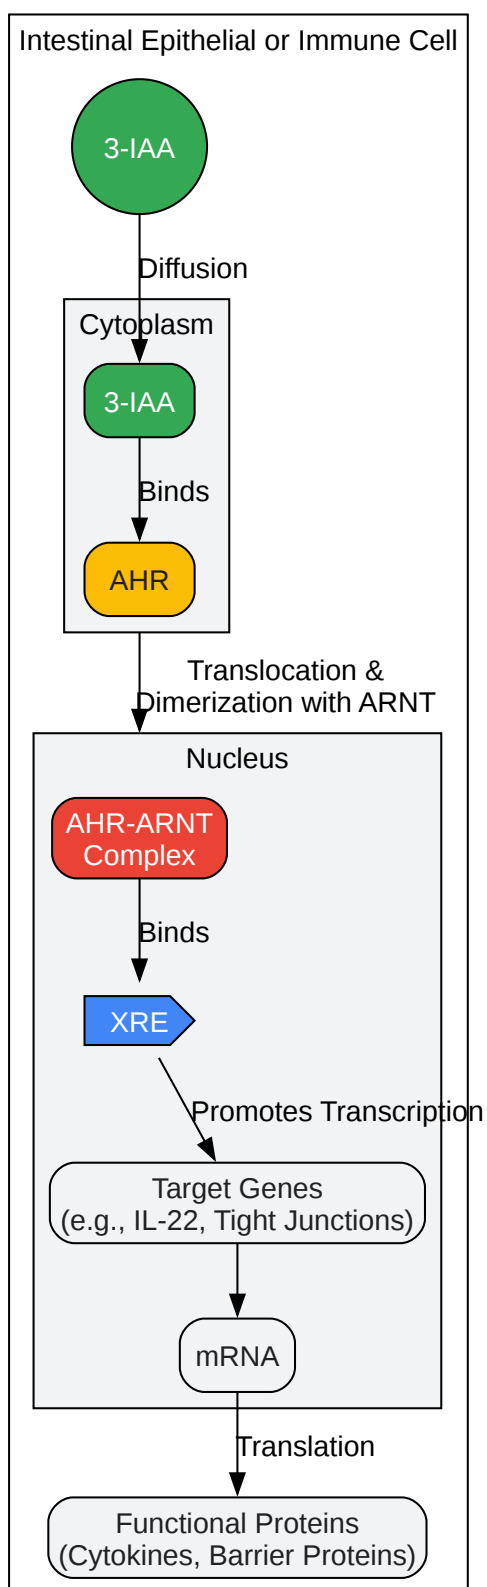 Intestinal Epithelial or Immune Cell
3-IAA
Diffusion
Cytoplasm
3-IAA
Binds
AHR
Translocation &
Dimerization with ARNT
Nucleus
AHR-ARNT
Complex
Binds
XRE
Promotes Transcription
Target Genes
(e.g., IL-22, Tight Junctions)
mRNA
Translation
Functional Proteins
(Cytokines, Barrier Proteins)